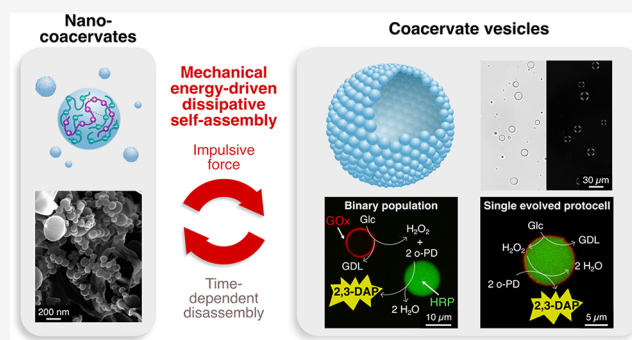 Nano-
coacervates
200 nm
Mechanical
energy-driven
dissipative
self-assembly
Impulsive
force
Time-
dependent
disassembly
Coacervate vesicles
30 µm
Binary population
GOx
Glc
H₂O₂
+
2 o-PD
GDL
2,3-DAP
2 H₂O
HRP
10 µm
Single evolved protocell
Glc
H₂O₂
GDL
2 H₂O
2 o-PD
2,3-DAP
5 µm